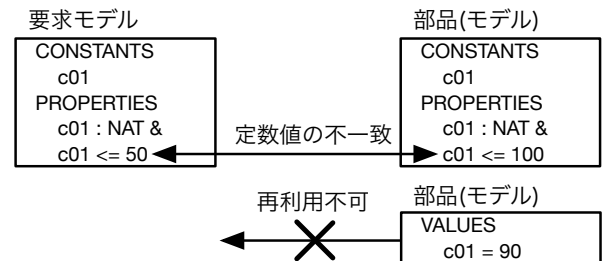 要求モデル
CONSTANTS
c01
PROPERTIES
c01 : NAT &
c01 <= 50
定数値の不一致
部品(モデル)
CONSTANTS
c01
PROPERTIES
c01 : NAT &
c01 <= 100
再利用不可
部品(モデル)
VALUES
c01 = 90